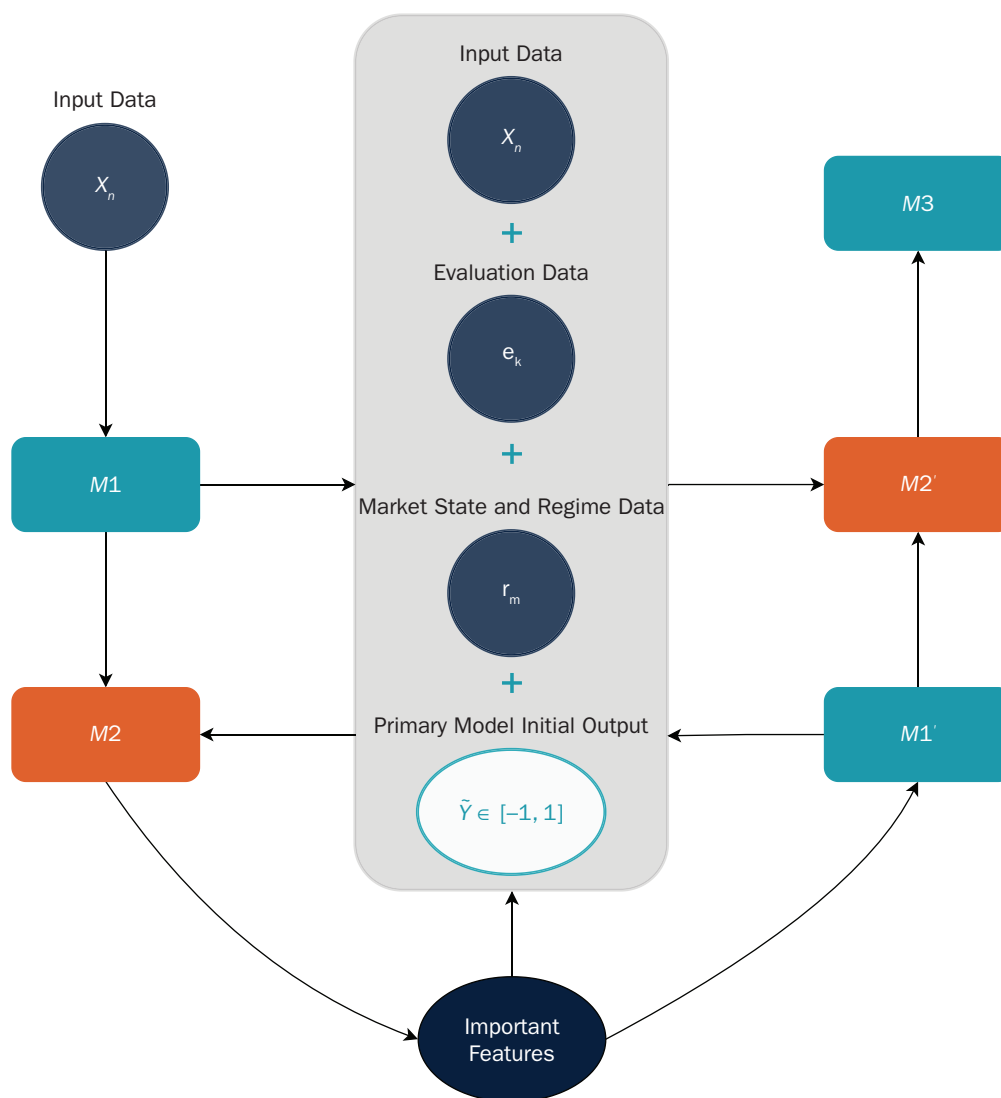 Input Data
Xₙ
M1
M2
Input Data
Xₙ
+
Evaluation Data
eₖ
+
Market State and Regime Data
rₘ
+
Primary Model Initial Output
Ỹ ∈ [–1, 1]
Important
Features
M3
M2'
M1'